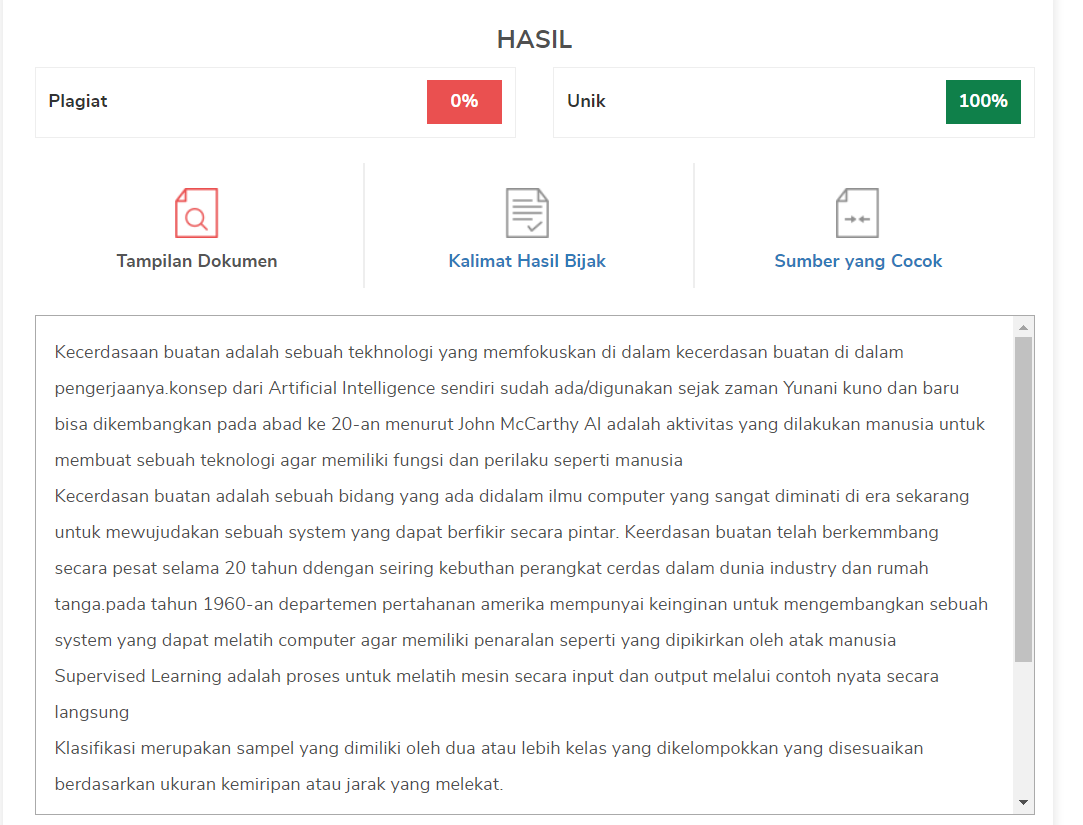 HASIL
Plagiat 0% Unik 100%
Tampilan Dokumen Kalimat Hasil Bijak Sumber yang Cocok
Kecerdasaan buatan adalah sebuah tekhnologi yang memfokuskan di dalam kecerdasan buatan di dalam
pengerjaanya.konsep dari Artificial Intelligence sendiri sudah ada/digunakan sejak zaman Yunani kuno dan baru
bisa dikembangkan pada abad ke 20-an menurut John McCarthy AI adalah aktivitas yang dilakukan manusia untuk
membuat sebuah teknologi agar memiliki fungsi dan perilaku seperti manusia
Kecerdasan buatan adalah sebuah bidang yang ada didalam ilmu computer yang sangat diminati di era sekarang
untuk mewujudakan sebuah system yang dapat berfikir secara pintar. Keerdasan buatan telah berkemmbang
secara pesat selama 20 tahun ddengan seiring kebuthan perangkat cerdas dalam dunia industry dan rumah
tanga.pada tahun 1960-an departemen pertahanan amerika mempunyai keinginan untuk mengembangkan sebuah
system yang dapat melatih computer agar memiliki penaralan seperti yang dipikirkan oleh atak manusia
Supervised Learning adalah proses untuk melatih mesin secara input dan output melalui contoh nyata secara
langsung
Klasifikasi merupakan sampel yang dimiliki oleh dua atau lebih kelas yang dikelompokkan yang disesuaikan
berdasarkan ukuran kemiripan atau jarak yang melekat.